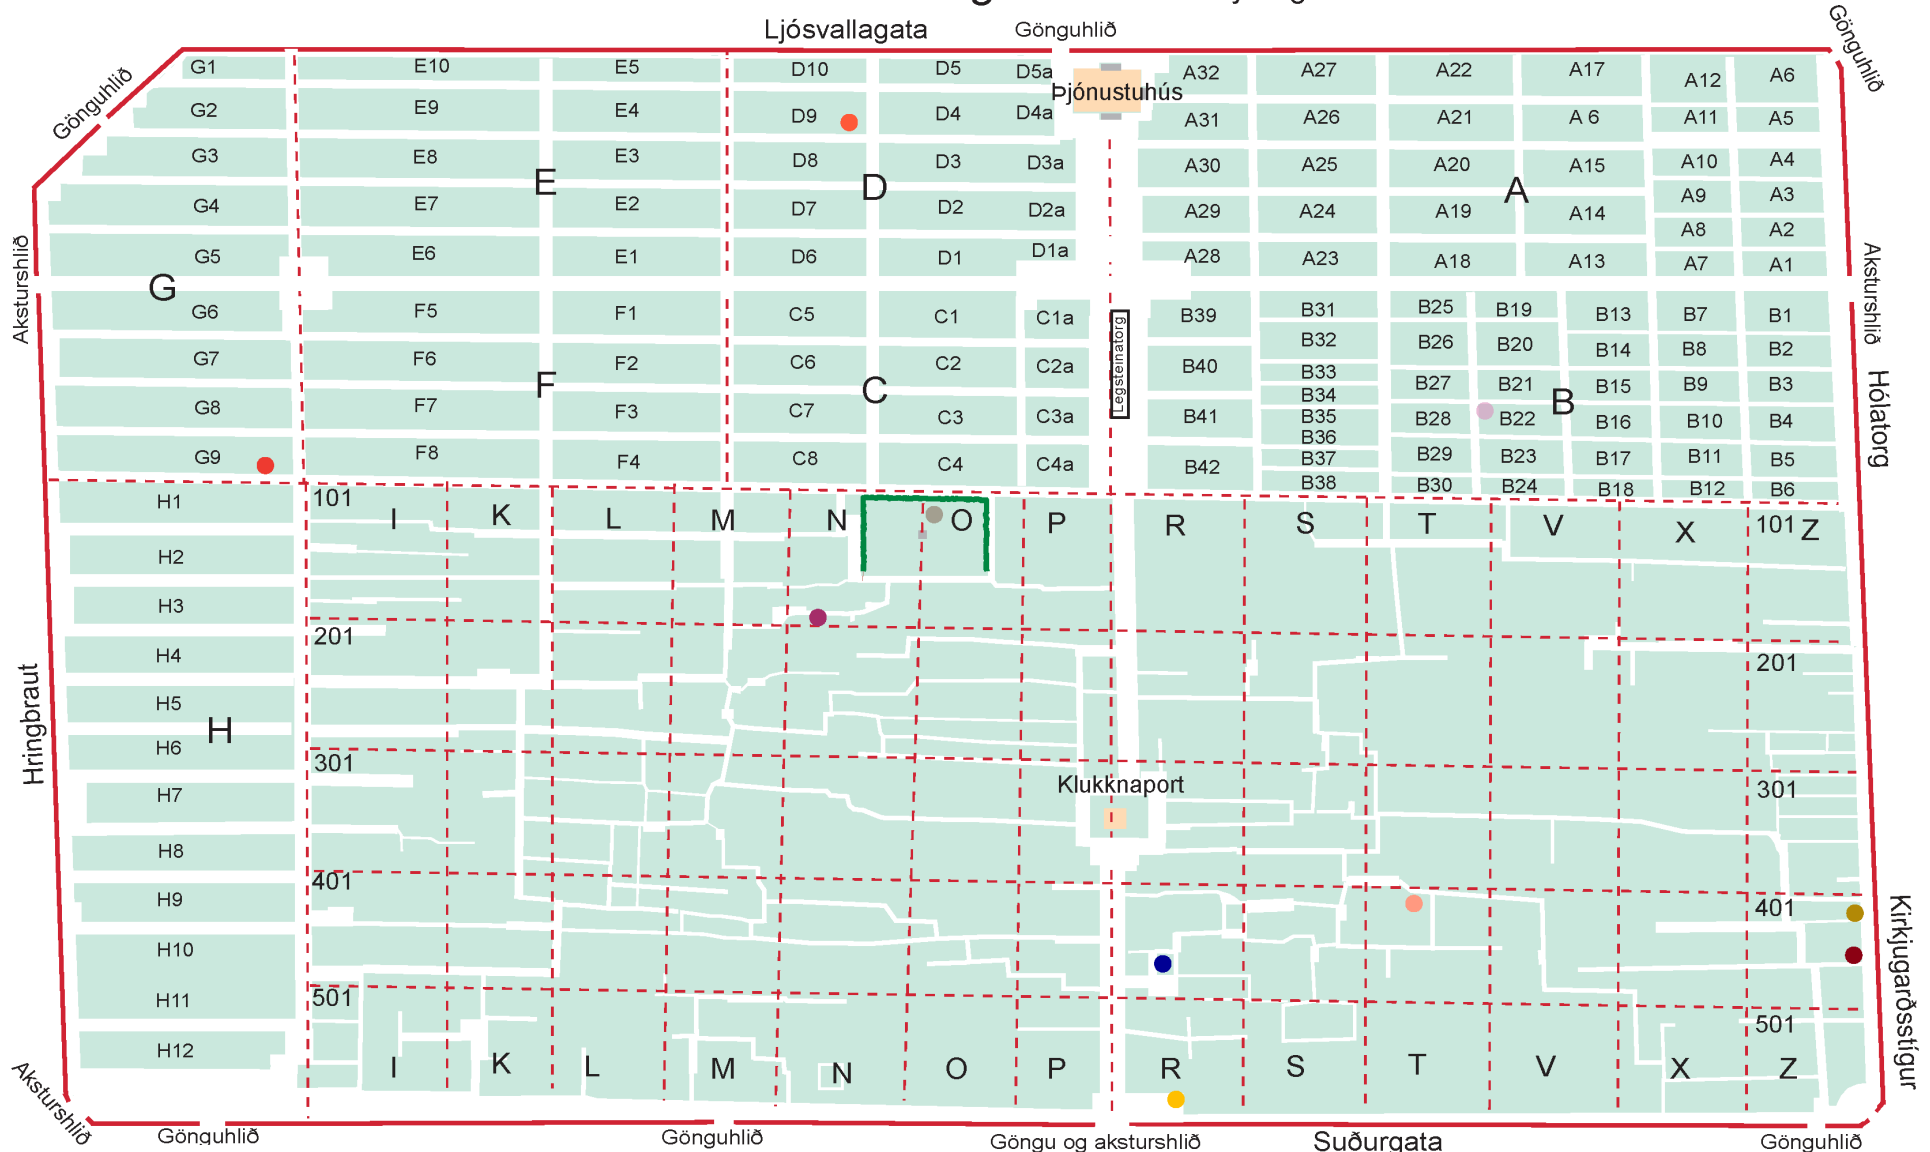 Ljósvallagata
Gönguhlið
Gönguhlið
Gönguhlið
G1 E10 E5 D10 D5 D5a A32 A27 A22 A17 A12 A6
Þjónustuhús
G2 E9 E4 D9 D4 D4a A31 A26 A21 A 6 A11 A5
G3 E8 E3 D8 D3 D3a A30 A25 A20 A15 A10 A4
E D A
G4 E7 E2 D7 D2 D2a A29 A24 A19 A14 A9 A3
A8 A2
G5 E6 E1 D6 D1 D1a A28 A23 A18 A13 A7 A1
Aksturshlið
Aksturshlið
G
G6 F5 F1 C5 C1 C1a B39 B31 B25 B19 B13 B7 B1
Legsteinatorg
B32 B26 B20 B14 B8 B2
G7 F6 F2 C6 C2 C2a B40 B33 B27 B21 B15 B9 B3
F C B
B34
G8 F7 F3 C7 C3 C3a B41 B35 B28 B22 B16 B10 B4
B36
Hólatorg
G9 F8 F4 C8 C4 C4a B42 B37 B29 B23 B17 B11 B5
B38 B30 B24 B18 B12 B6
H1 101 I K L M N O P R S T V X 101 Z
H2
H3
201 201
H4
H5
H
Hringbraut
H6
301 301
Klukknaport
H7
H8
401 401
H9
H10
Kirkjugarðsstígur
H11
501 501
H12
I K L M N O P R S T V X Z
Aksturshlið
Gönguhlið
Gönguhlið
Göngu og aksturshlið
Suðurgata
Gönguhlið